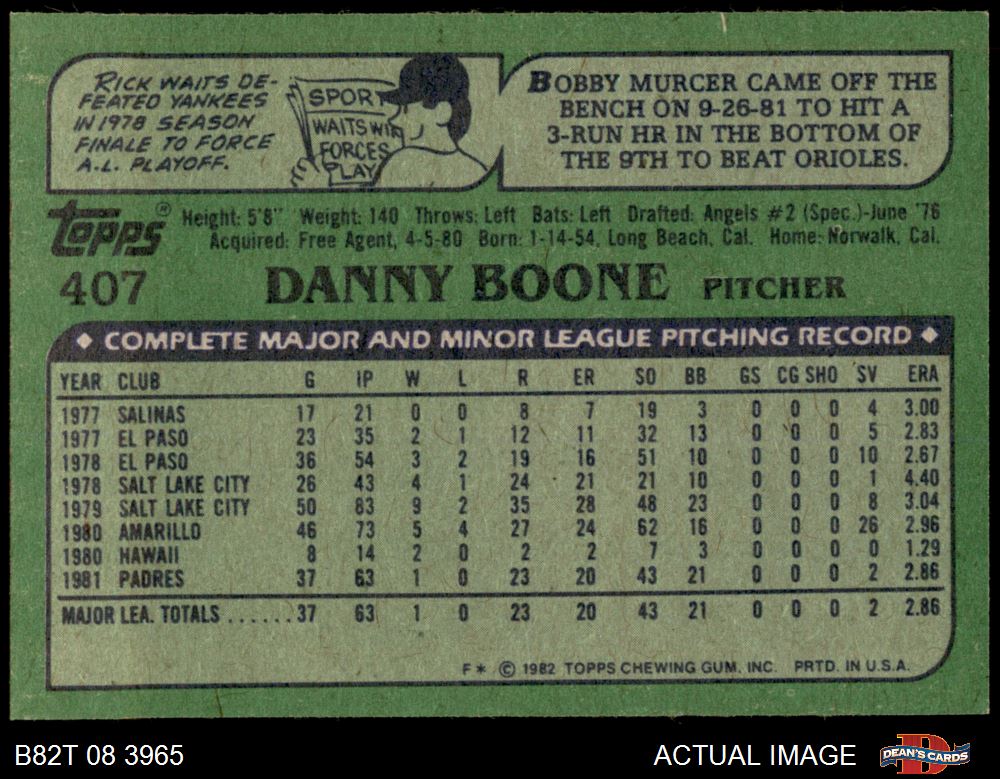 RICK WAITS DE-
FEATED YANKEES
IN 1978 SEASON
FINALE TO FORCE
A.L. PLAYOFF.
SPORT
WAITS WIN
FORCES
PLAY
BOBBY MURCER CAME OFF THE
BENCH ON 9-26-81 TO HIT A
3-RUN HR IN THE BOTTOM OF
THE 9TH TO BEAT ORIOLES.
topps®
Height: 5'8" Weight: 140 Throws: Left Bats: Left Drafted: Angels #2 (Spec.)-June '76
Acquired: Free Agent, 4-5-80 Born: 1-14-54, Long Beach, Cal. Home: Norwalk, Cal.
407 DANNY BOONE PITCHER
◆ COMPLETE MAJOR AND MINOR LEAGUE PITCHING RECORD ◆
YEAR CLUB G IP W L R ER SO BB GS CG SHO SV ERA
1977 SALINAS 17 21 0 0 8 7 19 3 0 0 0 4 3.00
1977 EL PASO 23 35 2 1 12 11 32 13 0 0 0 5 2.83
1978 EL PASO 36 54 3 2 19 16 51 10 0 0 0 10 2.67
1978 SALT LAKE CITY 26 43 4 1 24 21 21 10 0 0 0 1 4.40
1979 SALT LAKE CITY 50 83 9 2 35 28 48 23 0 0 0 8 3.04
1980 AMARILLO 46 73 5 4 27 24 62 16 0 0 0 26 2.96
1980 HAWAII 8 14 2 0 2 2 7 3 0 0 0 0 1.29
1981 PADRES 37 63 1 0 23 20 43 21 0 0 0 2 2.86
MAJOR LEA. TOTALS ......37 63 1 0 23 20 43 21 0 0 0 2 2.86
F* © 1982 TOPPS CHEWING GUM, INC. PRTD. IN U.S.A.
B82T 08 3965 ACTUAL IMAGE D DEAN'S CARDS